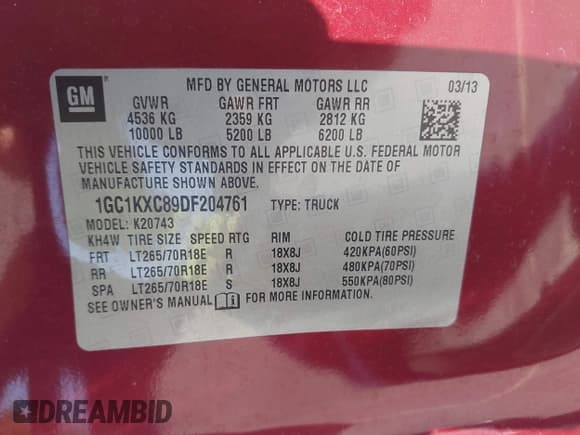 GM
MFD BY GENERAL MOTORS LLC 03/13
GVWR GAWR FRT GAWR RR
4536 KG 2359 KG 2812 KG
10000 LB 5200 LB 6200 LB
THIS VEHICLE CONFORMS TO ALL APPLICABLE U.S. FEDERAL MOTOR
VEHICLE SAFETY STANDARDS IN EFFECT ON THE DATE OF
MANUFACTURE SHOWN ABOVE.
1GC1KXC89DF204761 TYPE: TRUCK
MODEL: K20743
KH4W TIRE SIZE SPEED RTG RIM COLD TIRE PRESSURE
FRT LT265/70R18E R 18X8J 420KPA(60PSI)
RR LT265/70R18E R 18X8J 480KPA(70PSI)
SPA LT265/70R18E S 18X8J 550KPA(80PSI)
SEE OWNER'S MANUAL i FOR MORE INFORMATION.
DREAMBID